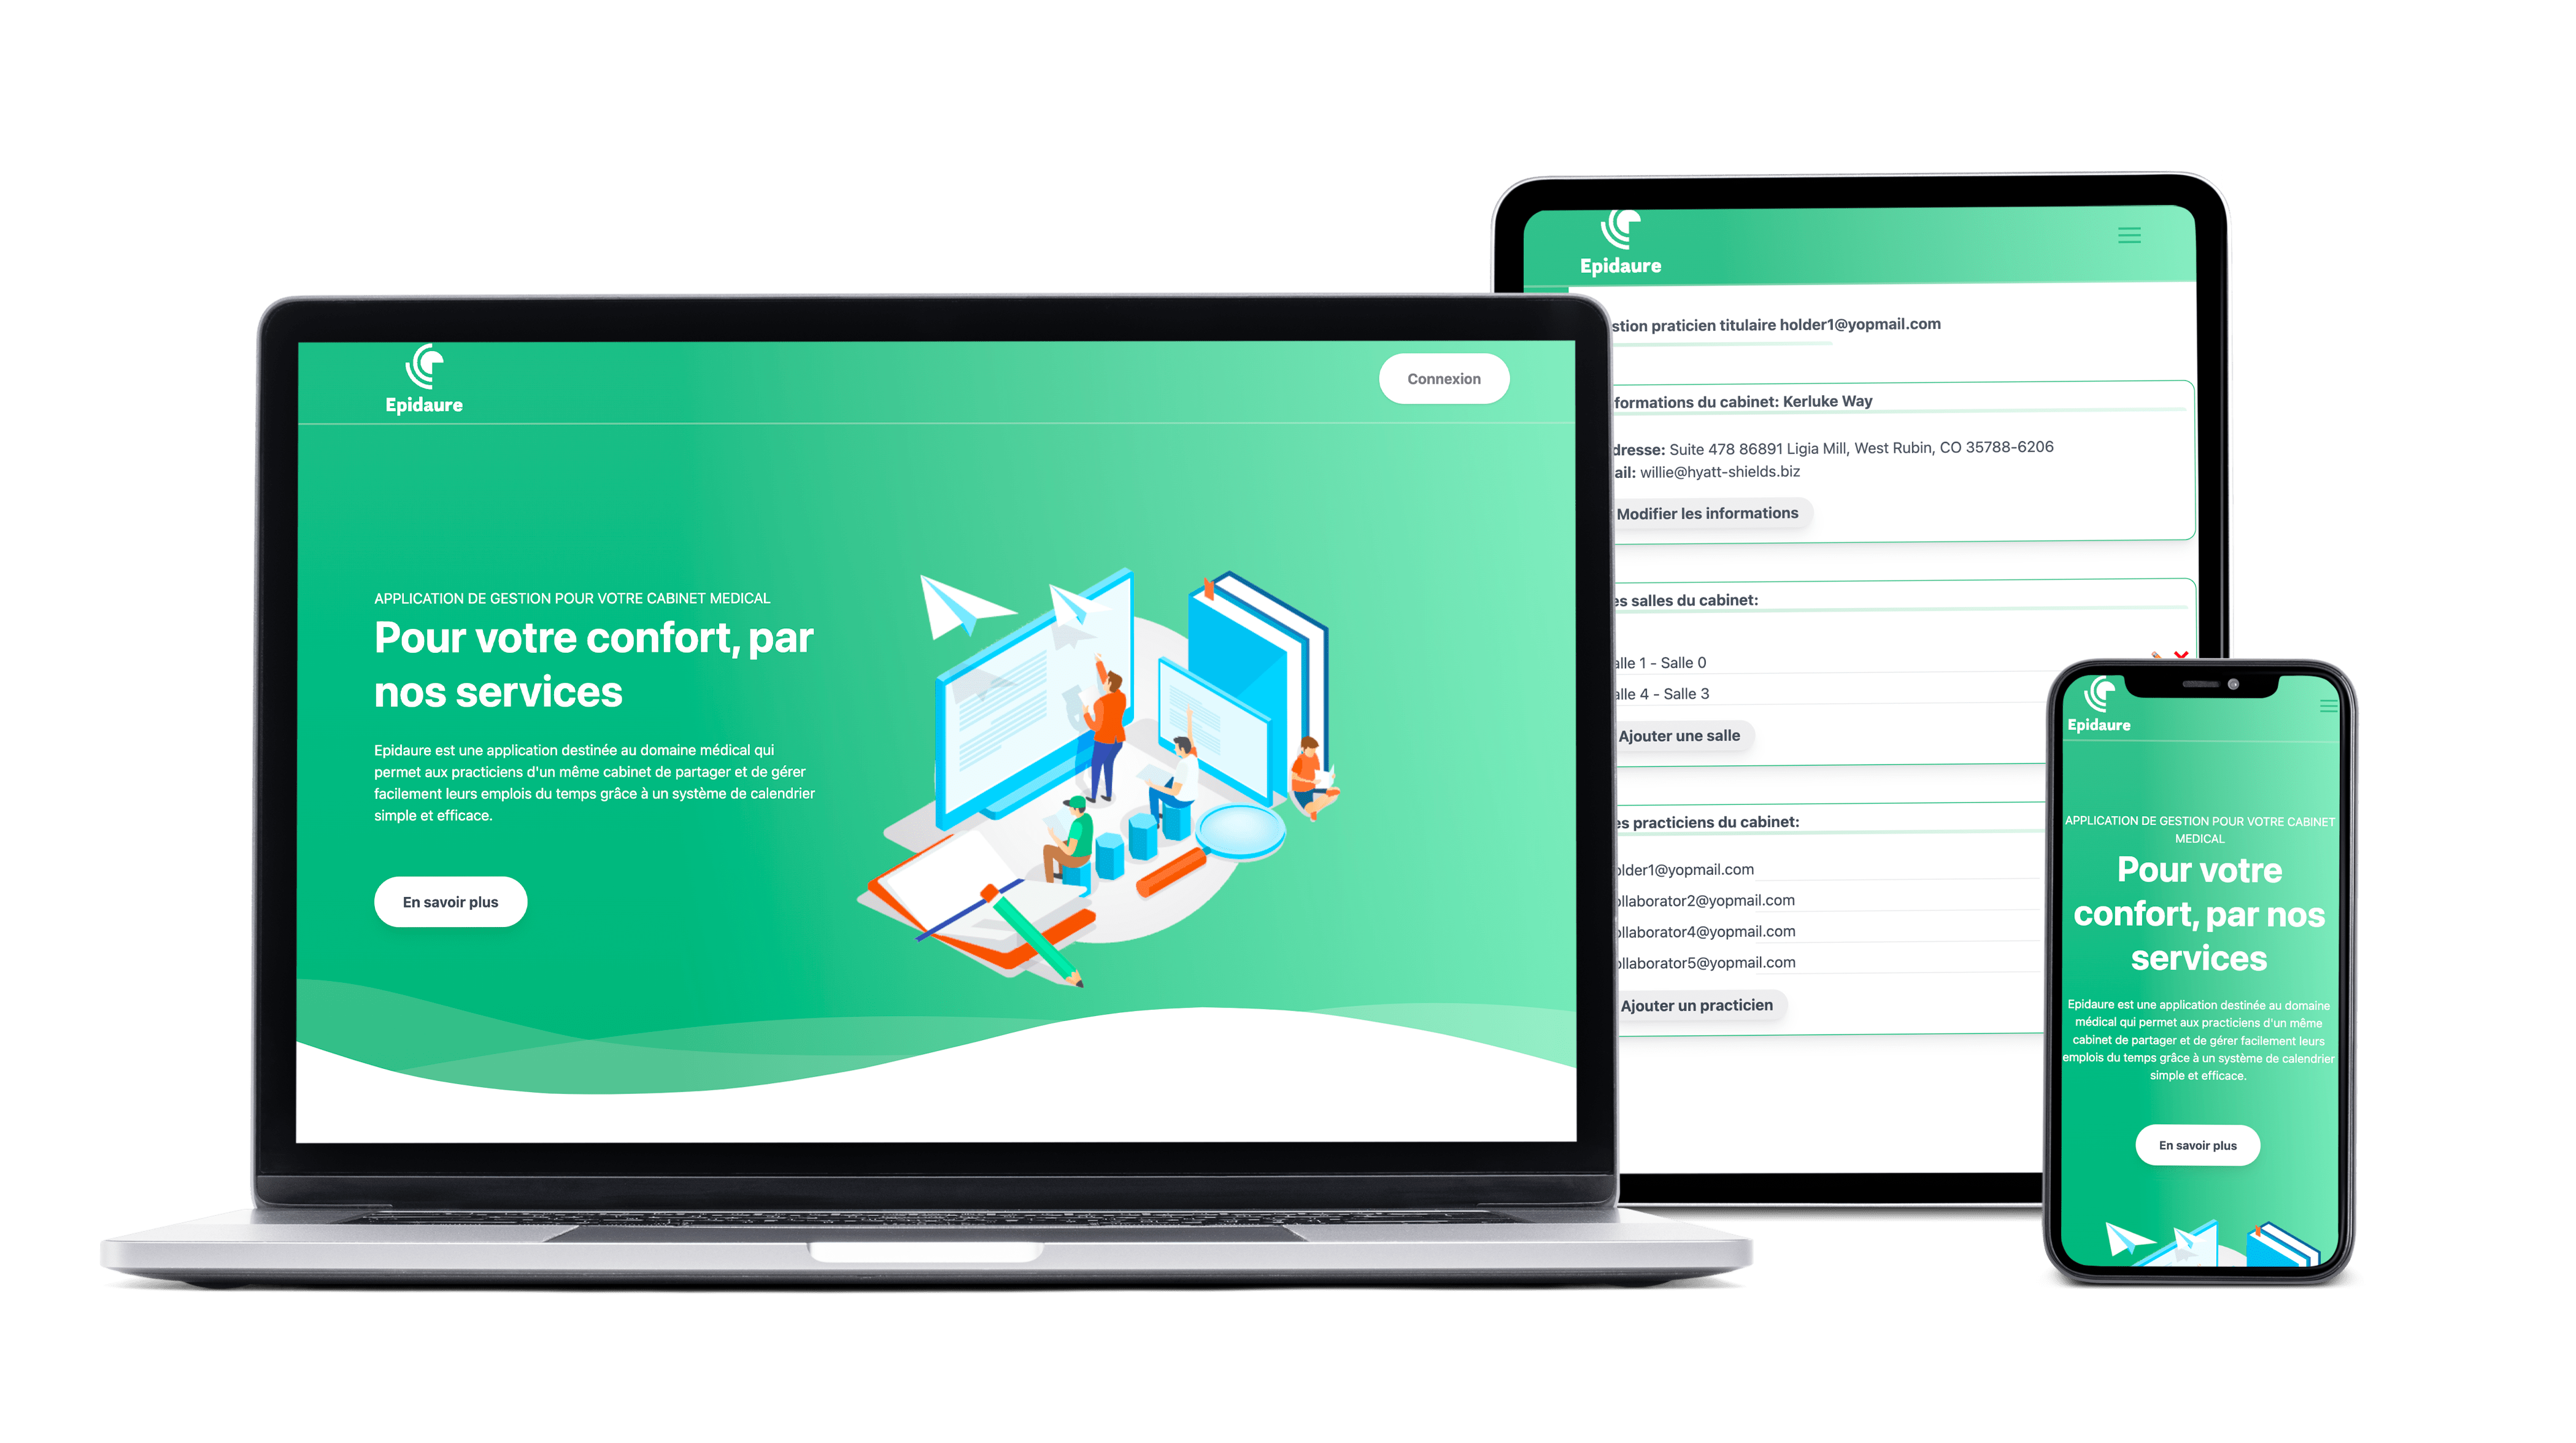 Epidaure
Connexion
APPLICATION DE GESTION POUR VOTRE CABINET MEDICAL
Pour votre confort, par
nos services
Epidaure est une application destinée au domaine médical qui
permet aux practiciens d'un même cabinet de partager et de gérer
facilement leurs emplois du temps grâce à un système de calendrier
simple et efficace.
En savoir plus
Epidaure
stion praticien titulaire holder1@yopmail.com
formations du cabinet: Kerluke Way
dresse: Suite 478 86891 Ligia Mill, West Rubin, CO 35788-6206
ail: willie@hyatt-shields.biz
Modifier les informations
es salles du cabinet:
alle 1 - Salle 0
alle 4 - Salle 3
Ajouter une salle
es practiciens du cabinet:
older1@yopmail.com
ollaborator2@yopmail.com
ollaborator4@yopmail.com
ollaborator5@yopmail.com
Ajouter un practicien
Epidaure
APPLICATION DE GESTION POUR VOTRE CABINET
MEDICAL
Pour votre
confort, par nos
services
Epidaure est une application destinée au domaine
médical qui permet aux practiciens d'un même
cabinet de partager et de gérer facilement leurs
emplois du temps grâce à un système de calendrier
simple et efficace.
En savoir plus